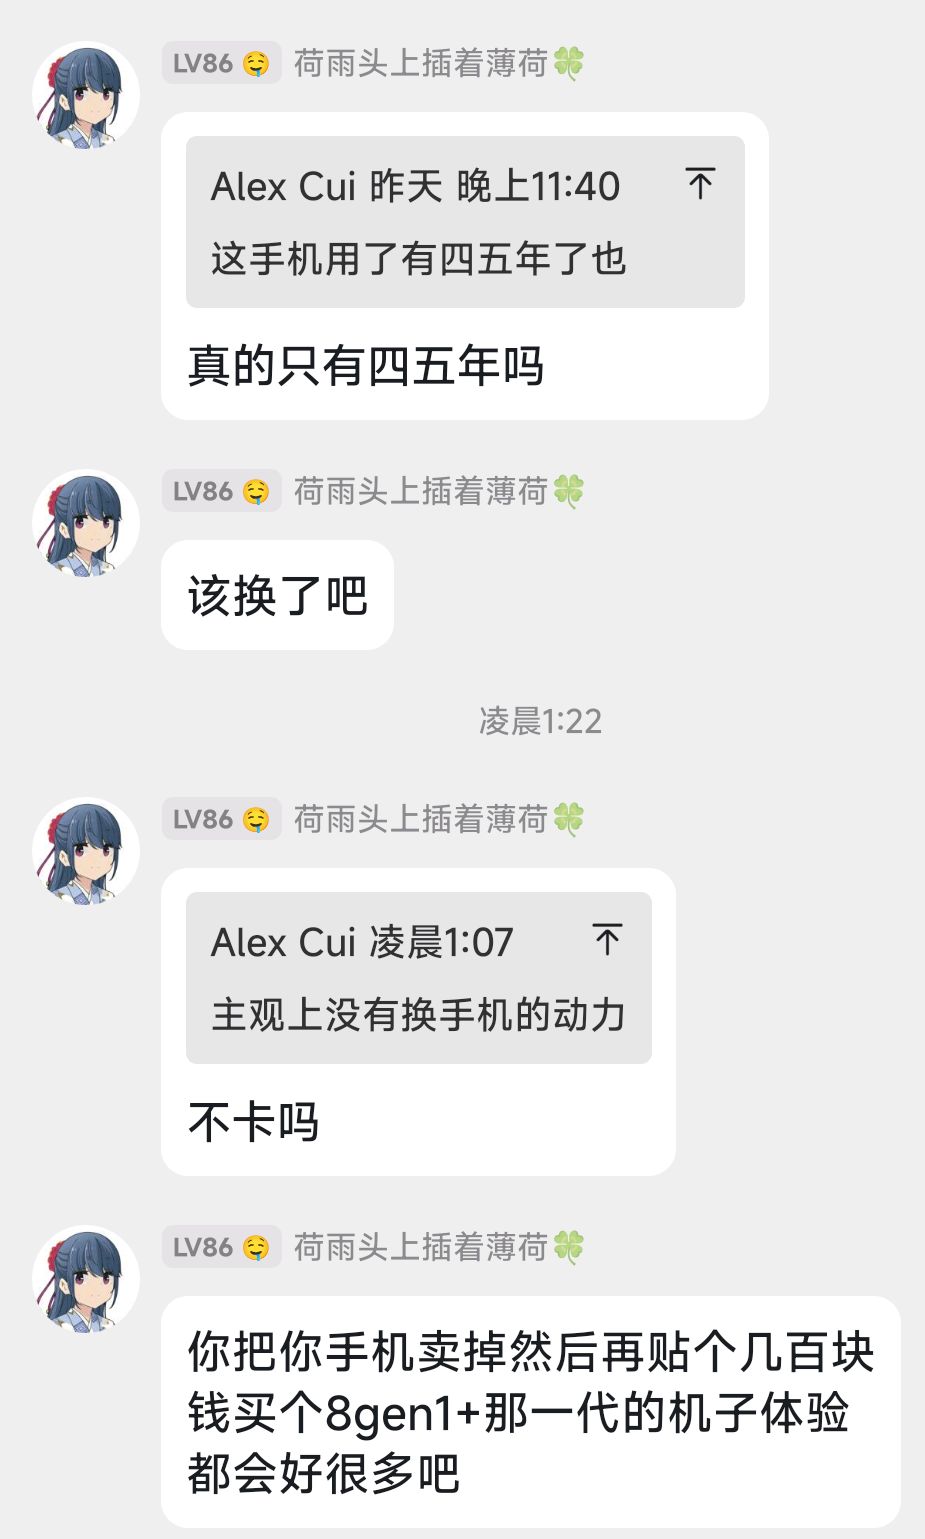 LV86 🤤 荷雨头上插着薄荷🍀
Alex Cui 昨天 晚上11:40
这手机用了有四五年了也
真的只有四五年吗
LV86 🤤 荷雨头上插着薄荷🍀
该换了吧
凌晨1:22
LV86 🤤 荷雨头上插着薄荷🍀
Alex Cui 凌晨1:07
主观上没有换手机的动力
不卡吗
LV86 🤤 荷雨头上插着薄荷🍀
你把你手机卖掉然后再贴个几百块
钱买个8gen1+那一代的机子体验
都会好很多吧